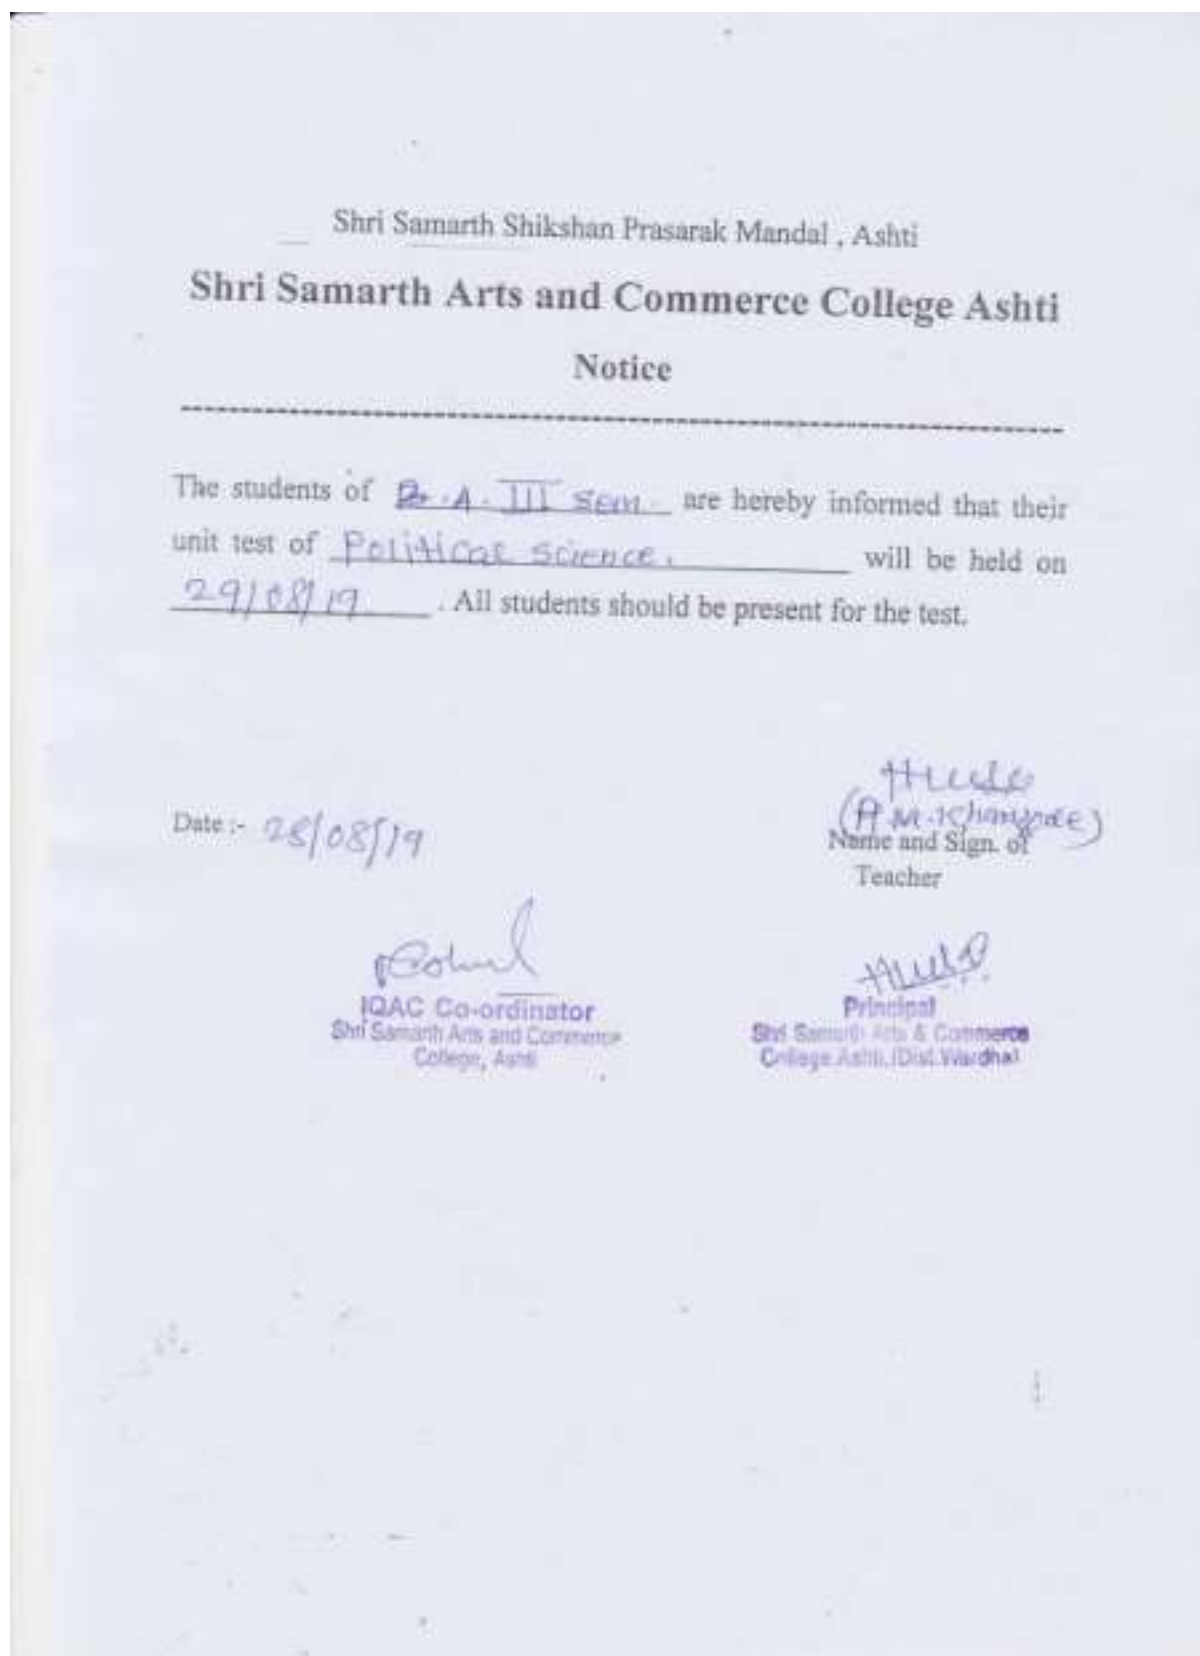 Shri Samarth Shikshan Prasarak Mandal , Ashti
Shri Samarth Arts and Commerce College Ashti
Notice
The students of B.A. III sem. are hereby informed that their
unit test of Political science. will be held on
29/08/19 . All students should be present for the test.
Date :- 28/08/19
Name and Sign. of
Teacher
IQAC Co-ordinator
Shri Samarth Arts and Commerce
College, Ashti
Principal
Shri Samarth Arts & Commerce
College Ashti, (Dist. Wardha)